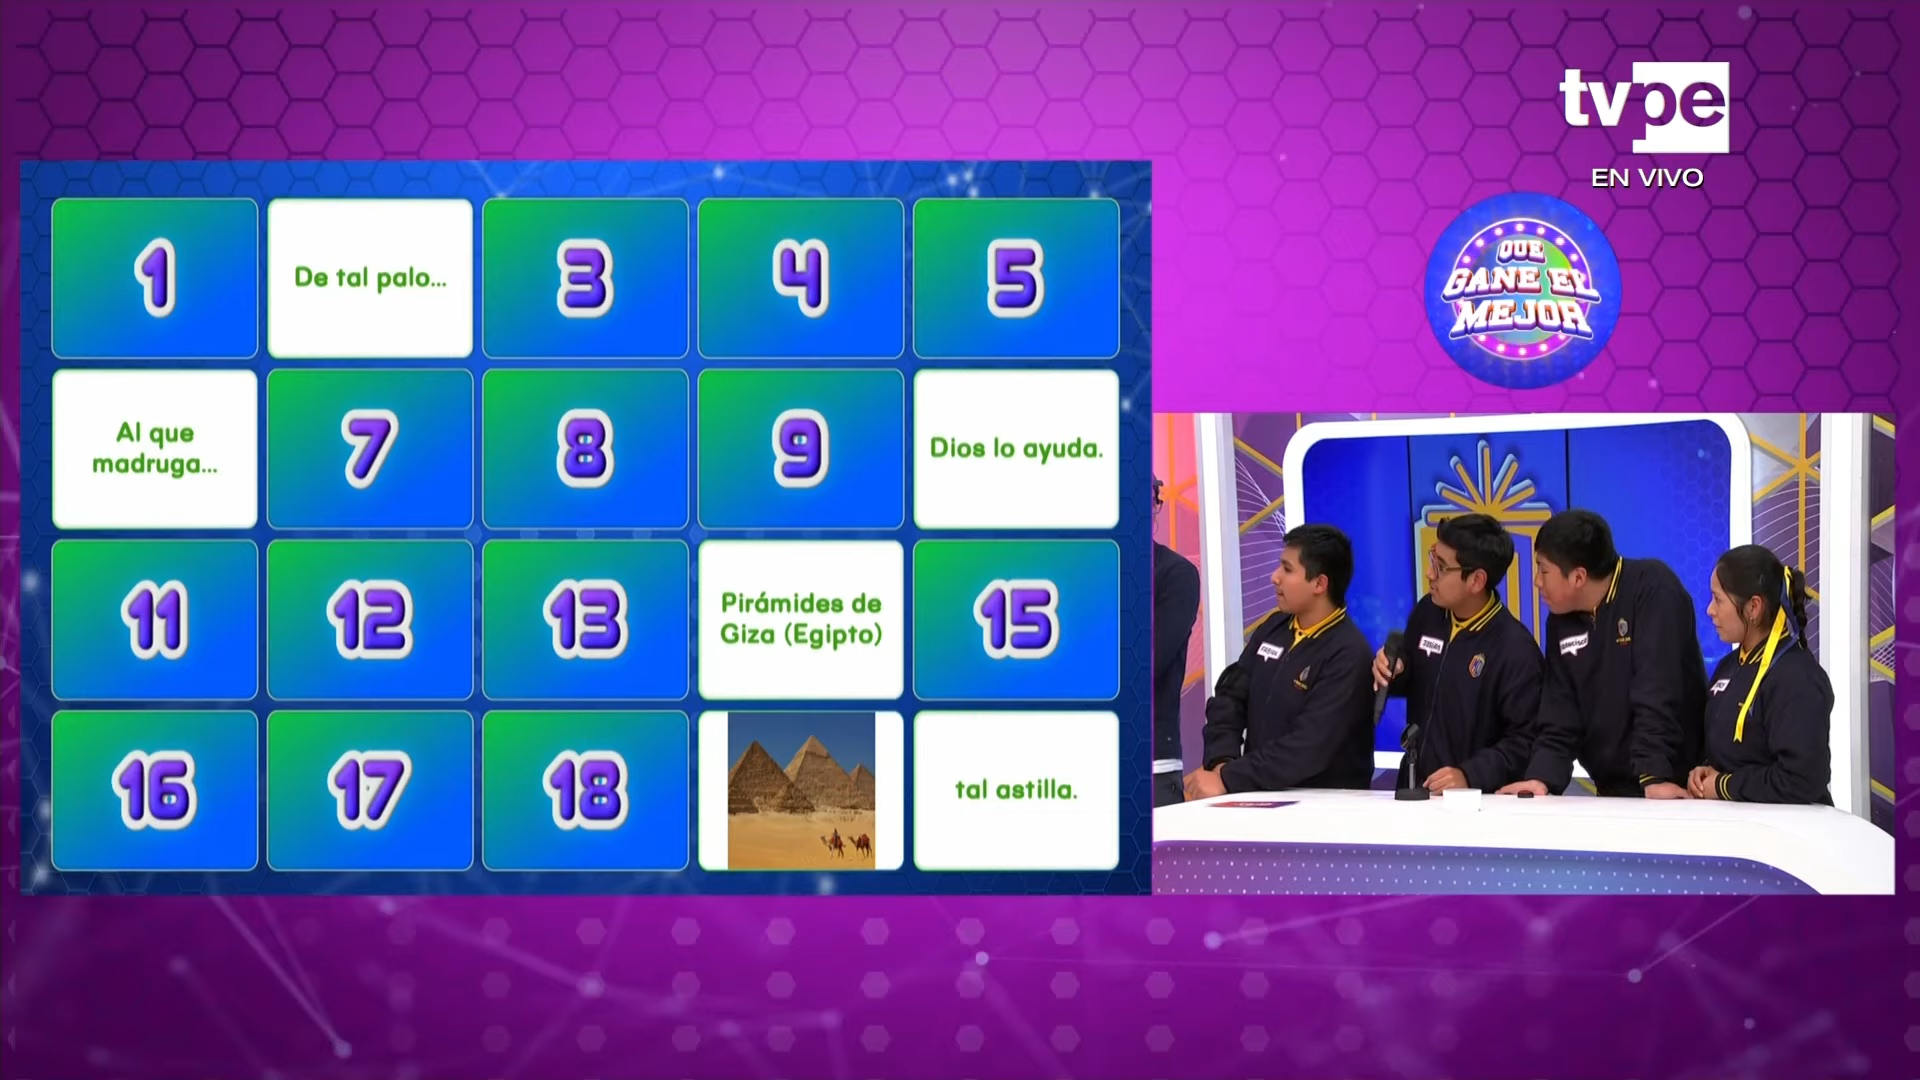 tvpe
EN VIVO
QUE
GANE EL
MEJOR
1
De tal palo...
3
4
5
Al que
madruga...
7
8
9
Dios lo ayuda.
11
12
13
Pirámides de
Giza (Egipto)
15
16
17
18
tal astilla.